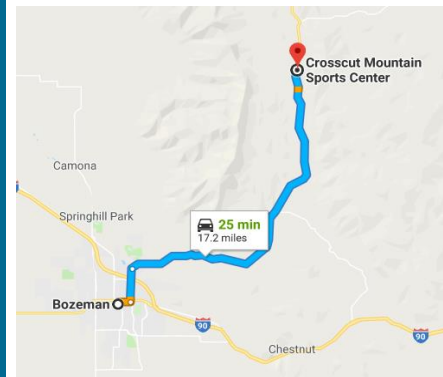 Crosscut Mountain
Sports Center
Camona
Springhill Park
25 min
17.2 miles
Bozeman
90
Chestnut
90